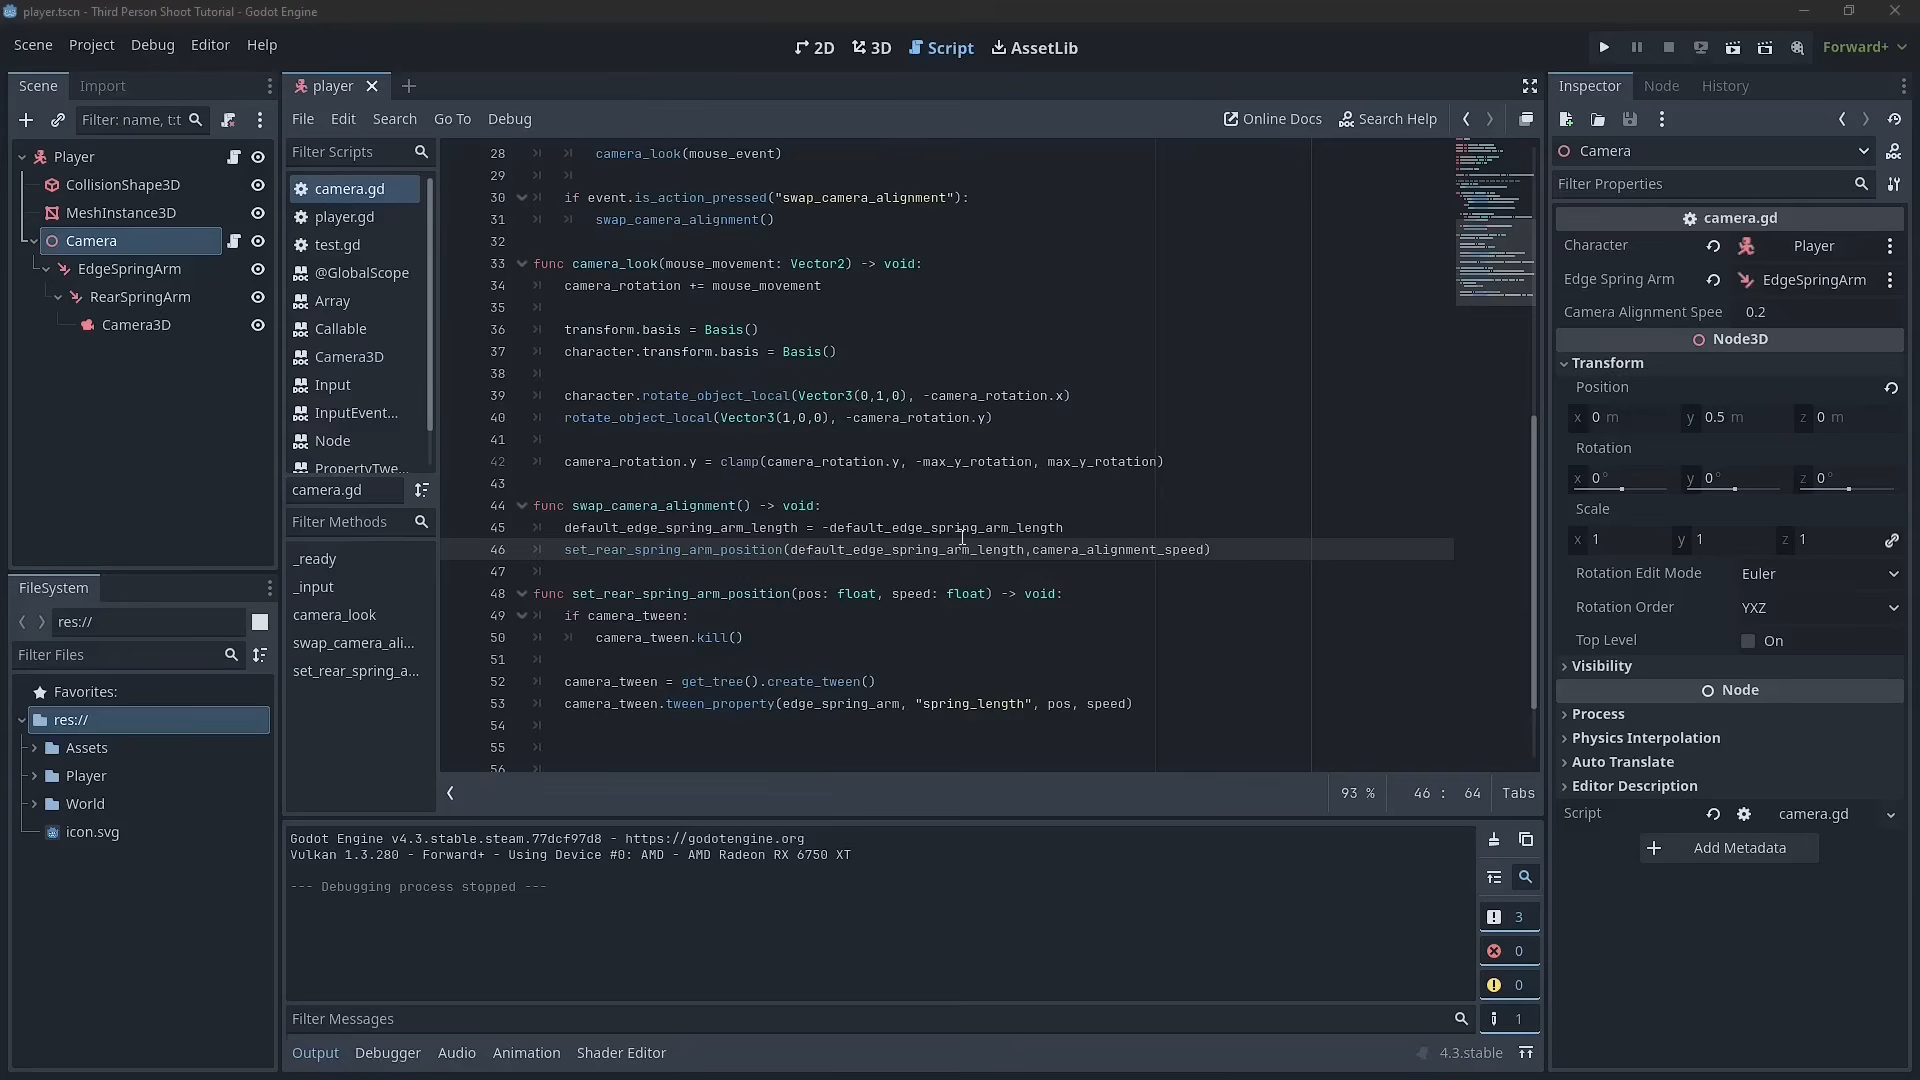 player.tscn - Third Person Shoot Tutorial - Godot Engine
Scene Project Debug Editor Help
2D 3D Script AssetLib
Forward+
Scene Import
Filter: name, t:t
Player
CollisionShape3D
MeshInstance3D
Camera
EdgeSpringArm
RearSpringArm
Camera3D
FileSystem
res://
Filter Files
Favorites:
res://
Assets
Player
World
icon.svg
player
File Edit Search Go To Debug
Online Docs Search Help
Filter Scripts
camera.gd
player.gd
test.gd
@GlobalScope
Array
Callable
Camera3D
Input
InputEvent...
Node
PropertyTwe...
camera.gd
Filter Methods
_ready
_input
camera_look
swap_camera_ali...
set_rear_spring_a...
28 camera_look(mouse_event)
29
30 if event.is_action_pressed("swap_camera_alignment"):
31 swap_camera_alignment()
32
33 func camera_look(mouse_movement: Vector2) -> void:
34 camera_rotation += mouse_movement
35
36 transform.basis = Basis()
37 character.transform.basis = Basis()
38
39 character.rotate_object_local(Vector3(0,1,0), -camera_rotation.x)
40 rotate_object_local(Vector3(1,0,0), -camera_rotation.y)
41
42 camera_rotation.y = clamp(camera_rotation.y, -max_y_rotation, max_y_rotation)
43
44 func swap_camera_alignment() -> void:
45 default_edge_spring_arm_length = -default_edge_spring_arm_length
46 set_rear_spring_arm_position(default_edge_spring_arm_length,camera_alignment_speed)
47
48 func set_rear_spring_arm_position(pos: float, speed: float) -> void:
49 if camera_tween:
50 camera_tween.kill()
51
52 camera_tween = get_tree().create_tween()
53 camera_tween.tween_property(edge_spring_arm, "spring_length", pos, speed)
54
55
56
93 % 46 : 64 Tabs
Godot Engine v4.3.stable.steam.77dcf97d8 - https://godotengine.org
Vulkan 1.3.280 - Forward+ - Using Device #0: AMD - AMD Radeon RX 6750 XT
--- Debugging process stopped ---
3
0
0
1
Filter Messages
Output Debugger Audio Animation Shader Editor
4.3.stable
Inspector Node History
Camera
Filter Properties
camera.gd
Character Player
Edge Spring Arm EdgeSpringArm
Camera Alignment Spee 0.2
Node3D
Transform
Position
x 0 m y 0.5 m z 0 m
Rotation
x 0° y 0° z 0°
Scale
x 1 y 1 z 1
Rotation Edit Mode Euler
Rotation Order YXZ
Top Level On
Visibility
Node
Process
Physics Interpolation
Auto Translate
Editor Description
Script camera.gd
Add Metadata